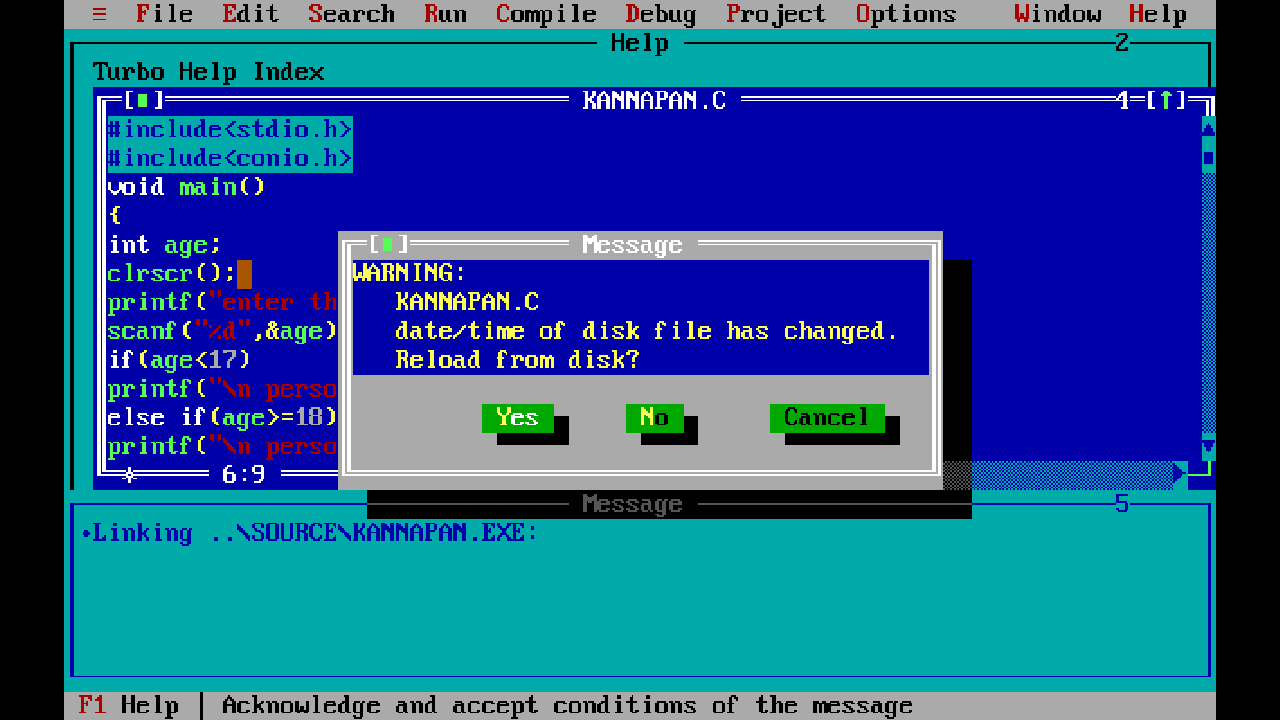 ≡ File Edit Search Run Compile Debug Project Options Window Help
Help 2
Turbo Help Index
[■] KANNAPAN.C 4=[↑]
#include<stdio.h>
#include<conio.h>
void main()
{
int age;
clrscr();
printf("enter th
scanf("%d",&age)
if(age<17)
printf("\n perso
else if(age>=18)
printf("\n perso
6:9
[■] Message
WARNING:
KANNAPAN.C
date/time of disk file has changed.
Reload from disk?
Yes No Cancel
Message 5
•Linking ..\SOURCE\KANNAPAN.EXE:
F1 Help │ Acknowledge and accept conditions of the message